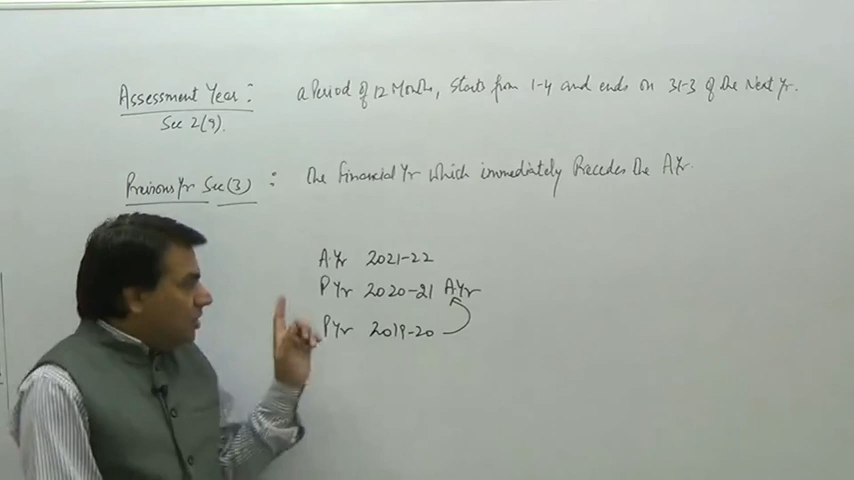 Assessment Year : a Period of 12 Months, Starts from 1-4 and ends on 31-3 of the Next Yr.
Sec 2(9).
Previous Yr Sec(3) : The Financial Yr which immediately Precedes the A Yr.
A.Yr 2021-22
P Yr 2020-21 A Yr
P Yr 2019-20